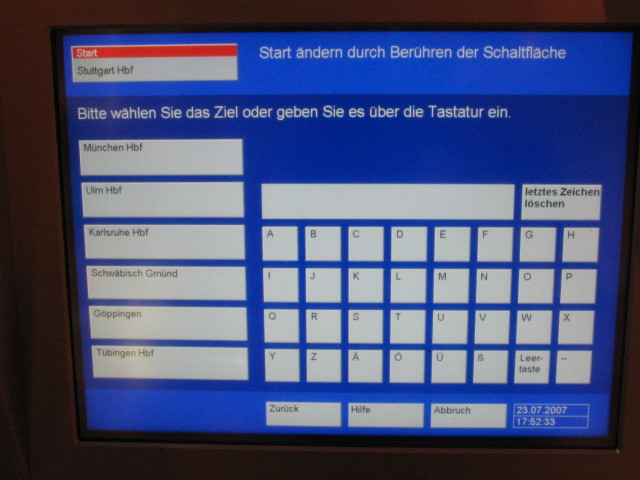 Start
Stuttgart Hbf
Start ändern durch Berühren der Schaltfläche
Bitte wählen Sie das Ziel oder geben Sie es über die Tastatur ein.
München Hbf
Ulm Hbf
letztes Zeichen
löschen
Karlsruhe Hbf
A B C D E F G H
Schwäbisch Gmünd
I J K L M N O P
Göppingen
Q R S T U V W X
Tübingen Hbf
Y Z Ä Ö Ü ß Leer- --
taste
Zurück Hilfe Abbruch 23.07.2007
17:52:33